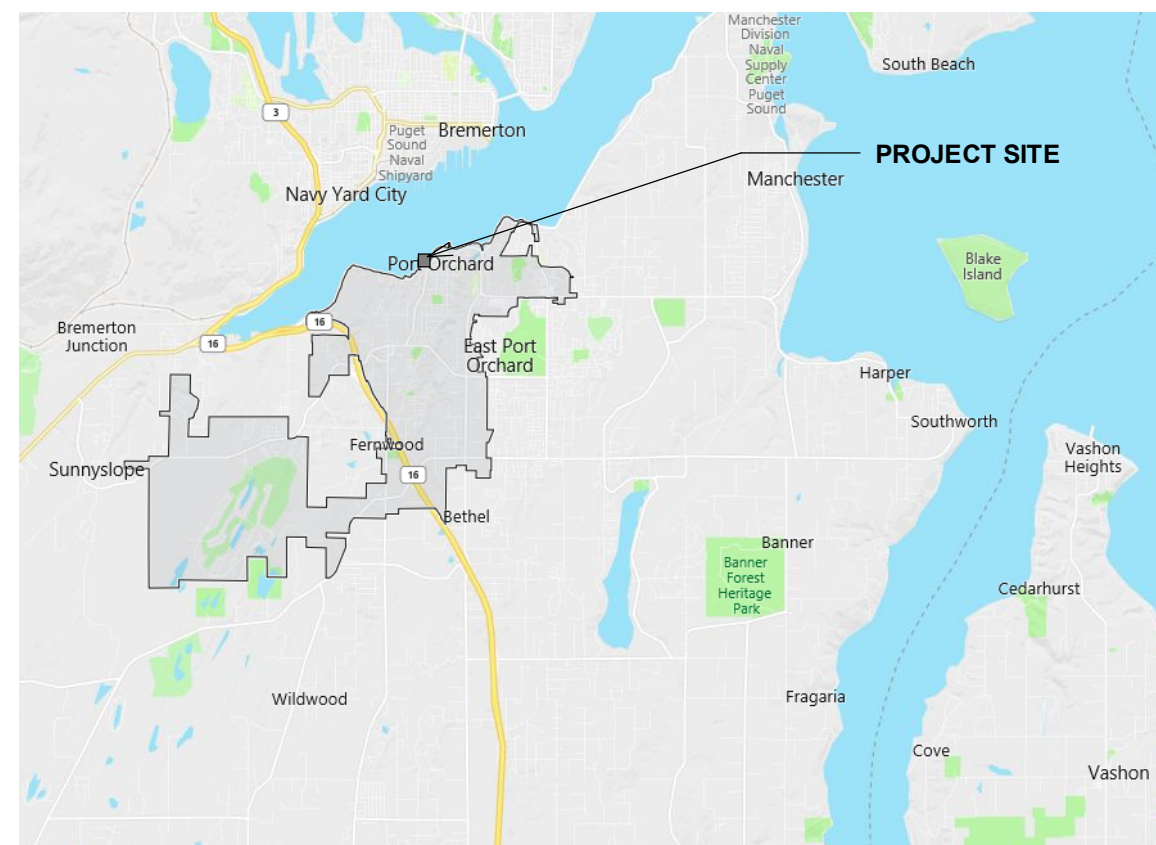 Manchester
Division
Naval
Supply
Center
Puget
Sound
South Beach
3
Puget
Sound
Naval
Shipyard
Bremerton
PROJECT SITE
Manchester
Navy Yard City
Port Orchard
Blake
Island
16
Bremerton
Junction
16
East Port
Orchard
Harper
Southworth
Fernwood
Vashon
Heights
Sunnyslope
16
Bethel
Banner
Banner
Forest
Heritage
Park
Cedarhurst
Wildwood
Fragaria
Cove
Vashon